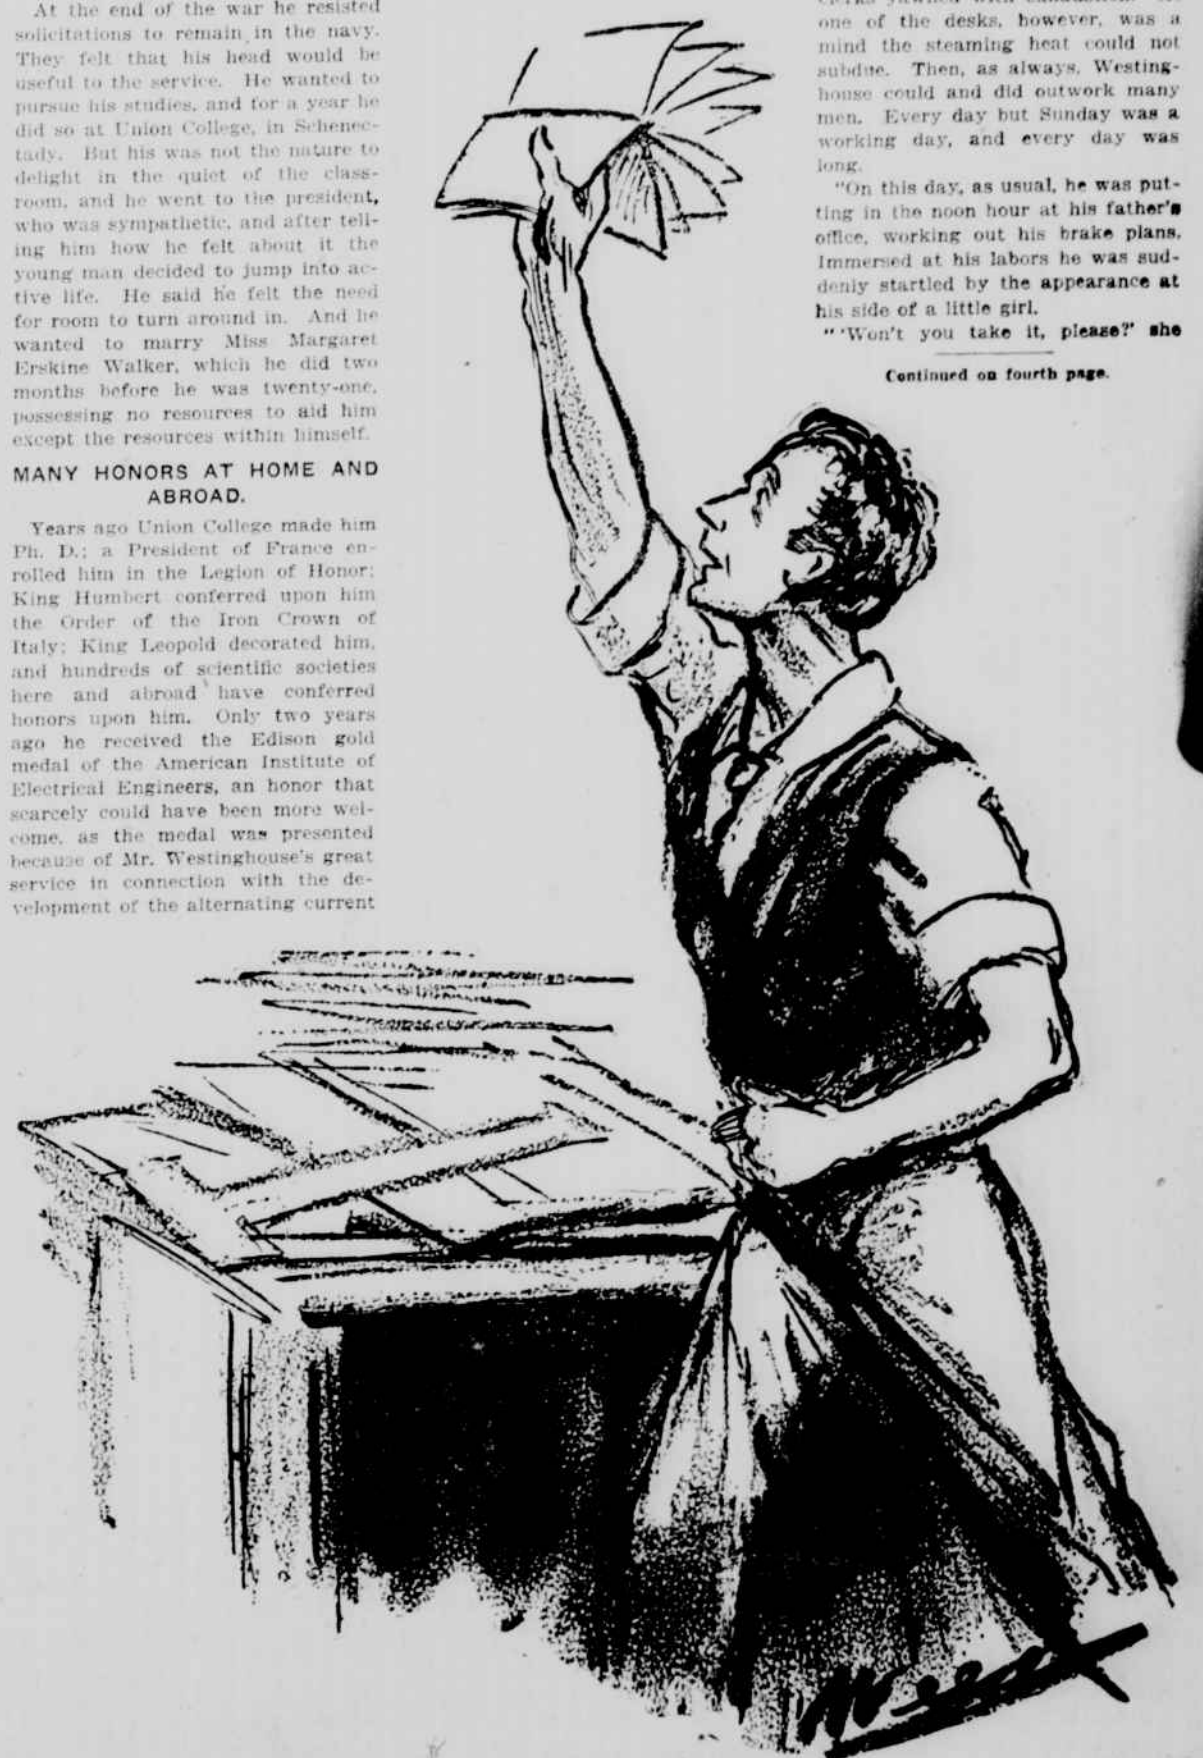 At the end of the war he resisted
solicitations to remain in the navy.
They felt that his head would be
useful to the service. He wanted to
pursue his studies, and for a year he
did so at Union College, in Schenec-
tady. But his was not the nature to
delight in the quiet of the class-
room, and he went to the president,
who was sympathetic, and after tell-
ing him how he felt about it the
young man decided to jump into ac-
tive life. He said he felt the need
for room to turn around in. And he
wanted to marry Miss Margaret
Erskine Walker, which he did two
months before he was twenty-one,
possessing no resources to aid him
except the resources within himself.
MANY HONORS AT HOME AND
ABROAD.
Years ago Union College made him
Ph. D.; a President of France en-
rolled him in the Legion of Honor;
King Humbert conferred upon him
the Order of the Iron Crown of
Italy; King Leopold decorated him,
and hundreds of scientific societies
here and abroad have conferred
honors upon him. Only two years
ago he received the Edison gold
medal of the American Institute of
Electrical Engineers, an honor that
scarcely could have been more wel-
come, as the medal was presented
because of Mr. Westinghouse's great
service in connection with the de-
velopment of the alternating current
one of the desks, however, was a
mind the steaming heat could not
subdue. Then, as always, Westing-
house could and did outwork many
men. Every day but Sunday was a
working day, and every day was
long.
"On this day, as usual, he was put-
ting in the noon hour at his father's
office, working out his brake plans.
Immersed at his labors he was sud-
denly startled by the appearance at
his side of a little girl.
"'Won't you take it, please?' she
Continued on fourth page.